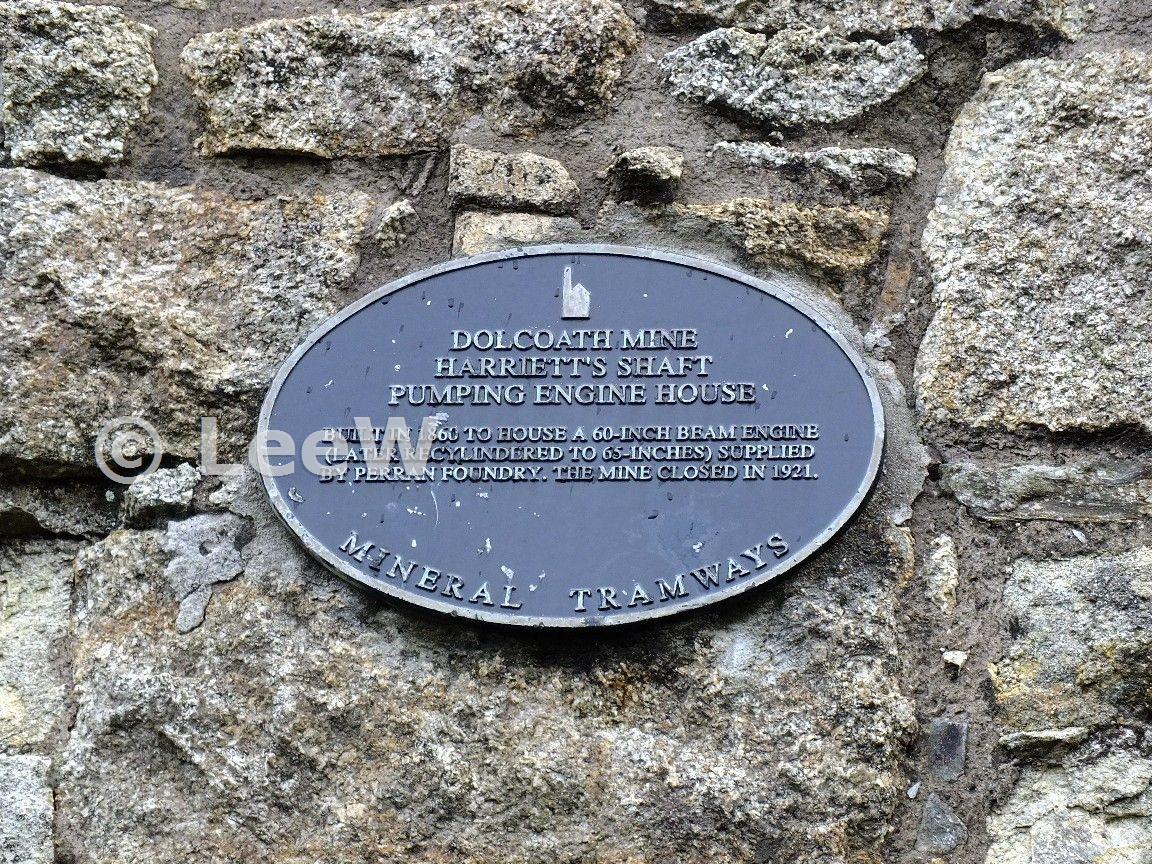 DOLCOATH MINE
HARRIETT'S SHAFT
PUMPING ENGINE HOUSE
BUILT IN 1860 TO HOUSE A 60-INCH BEAM ENGINE
(LATER RECYLINDERED TO 65-INCHES) SUPPLIED
BY PERRAN FOUNDRY. THE MINE CLOSED IN 1921.
MINERAL TRAMWAYS
© LeeW